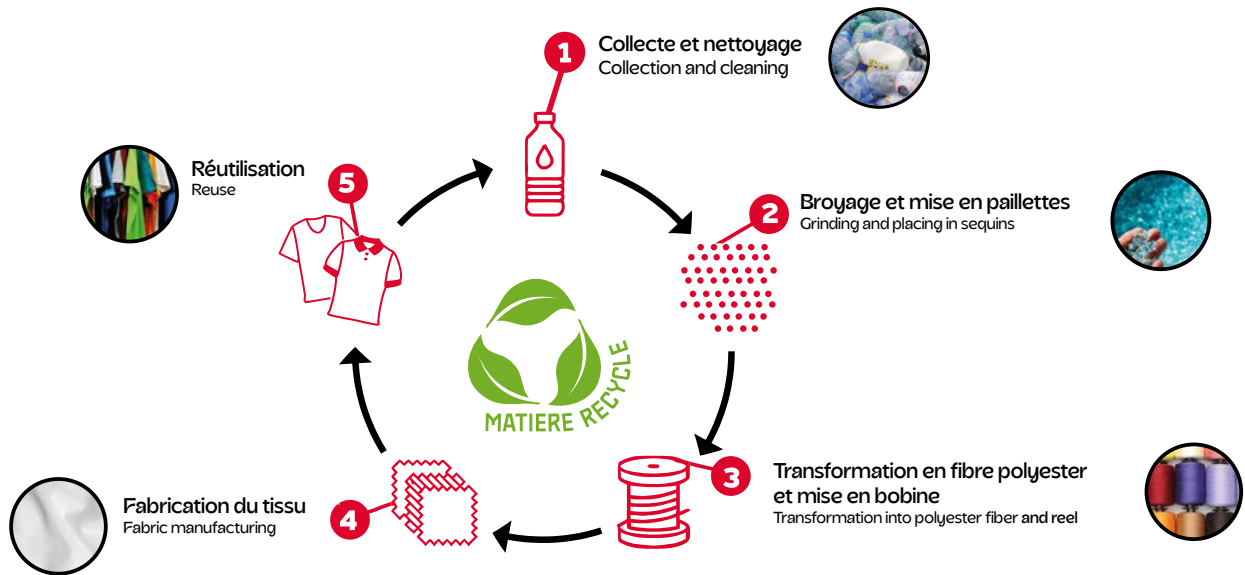 1
Collecte et nettoyage
Collection and cleaning
2
Broyage et mise en paillettes
Grinding and placing in sequins
3
Transformation en fibre polyester
et mise en bobine
Transformation into polyester fiber and reel
4
Fabrication du tissu
Fabric manufacturing
5
Réutilisation
Reuse
MATIERE RECYCLE